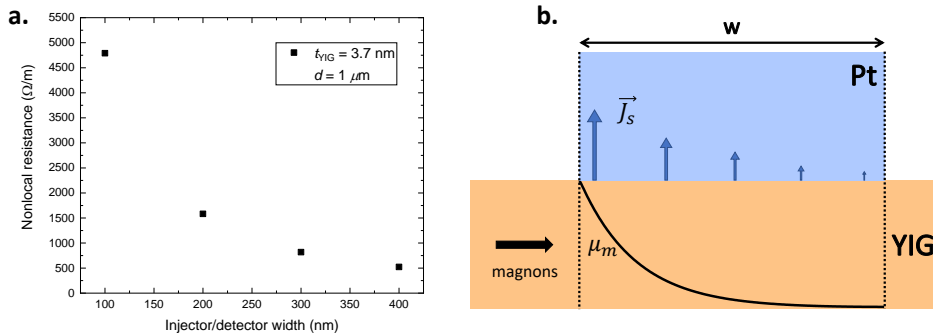 a.
Nonlocal resistance (Ω/m)
5500
5000
4500
4000
3500
3000
2500
2000
1500
1000
500
0
100
150
200
250
300
350
400
Injector/detector width (nm)
t_YIG = 3.7 nm
d = 1 μm
b.
w
Pt
J_s
μ_m
magnons
YIG